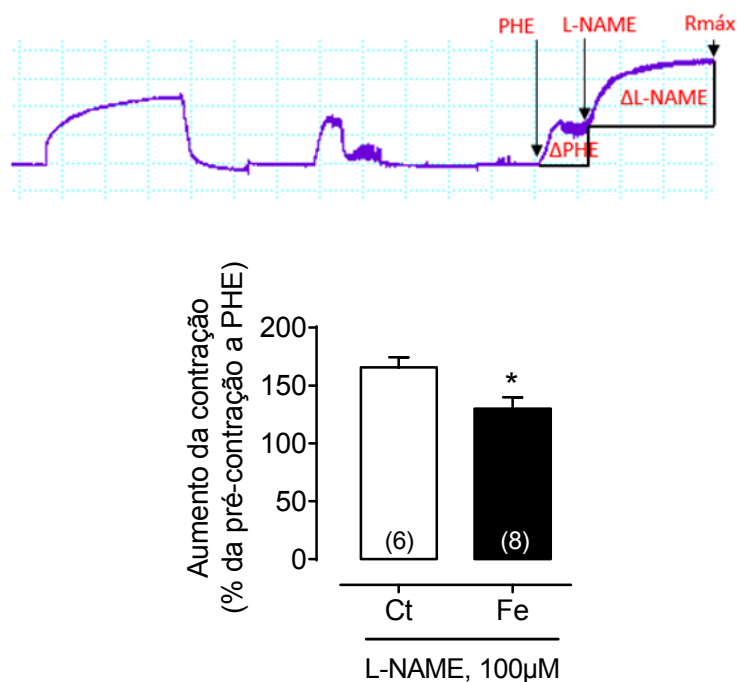 PHE L-NAME Rmáx
ΔL-NAME
ΔPHE
Aumento da contração
(% da pré-contração a PHE)
200
150
100
50
0
*
(6) (8)
Ct Fe
L-NAME, 100µM